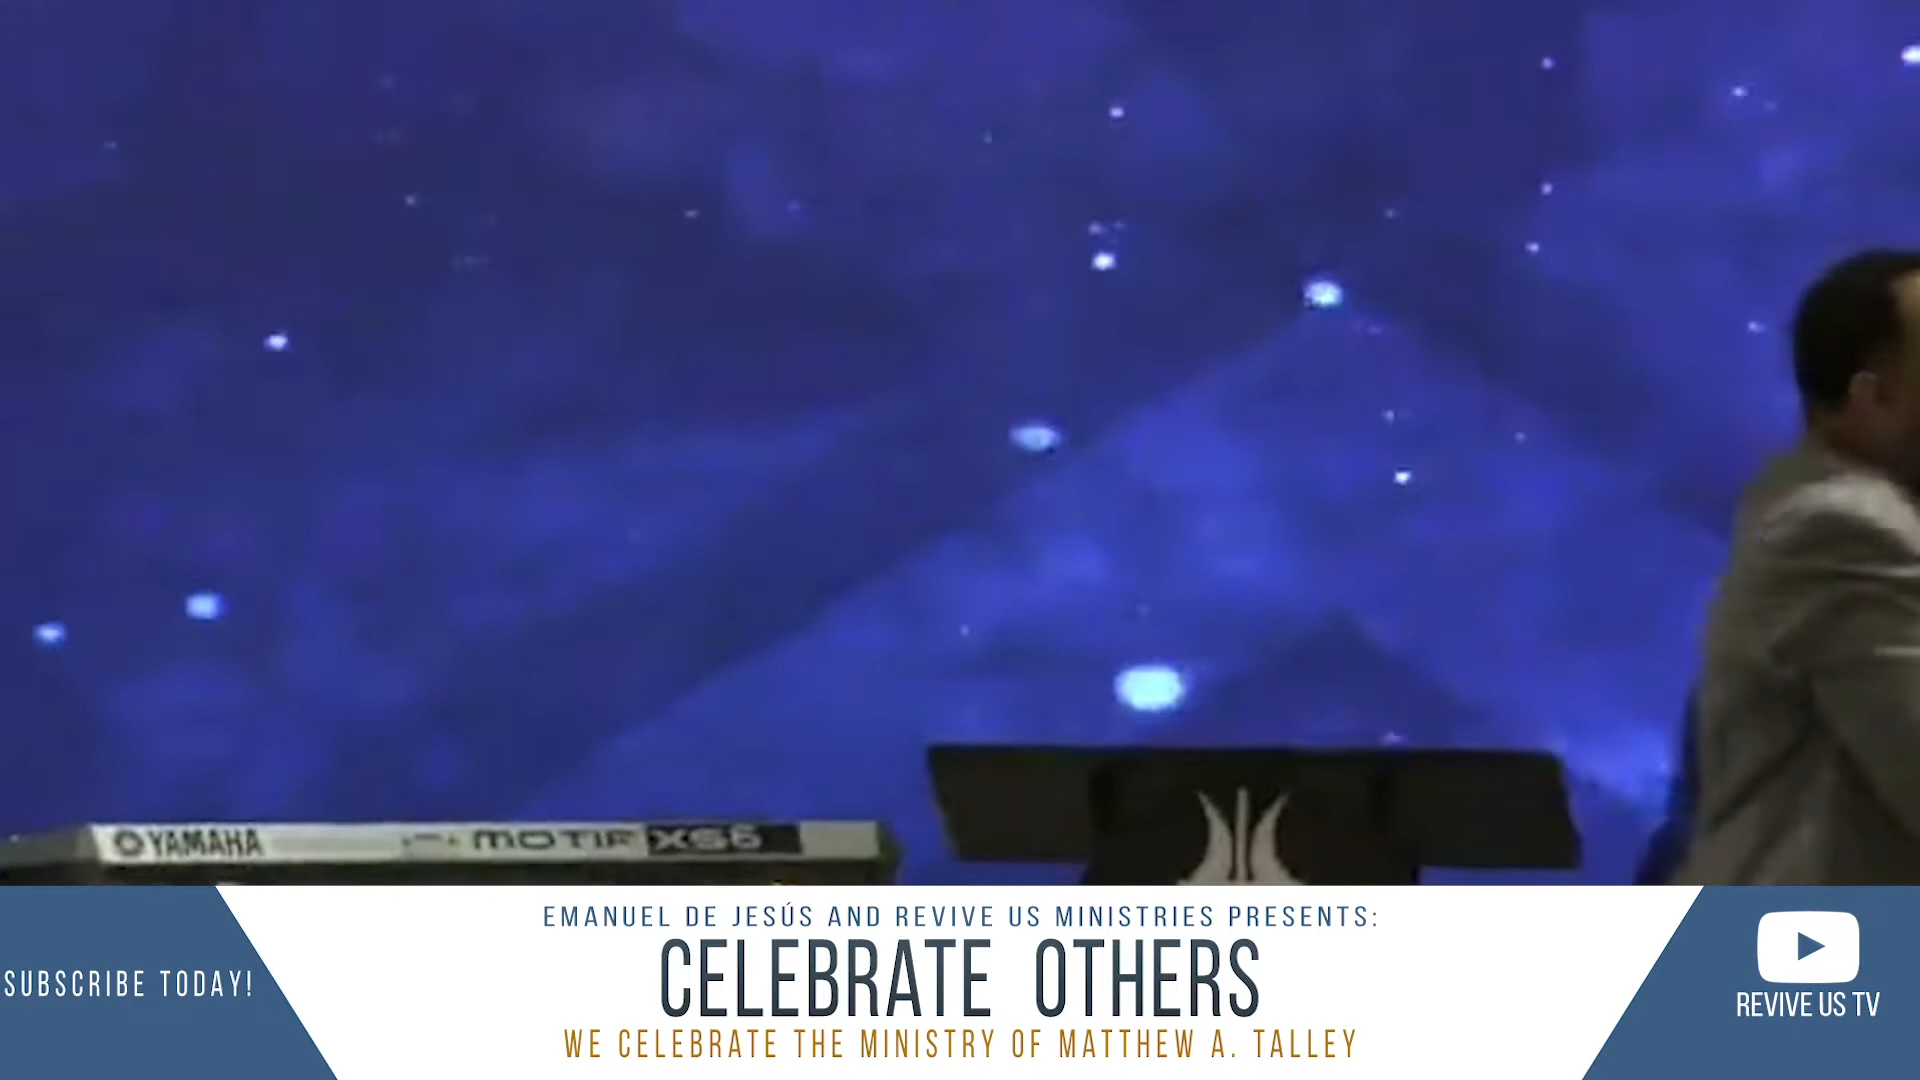 YAMAHA
MOTIF XS6
EMANUEL DE JESÚS AND REVIVE US MINISTRIES PRESENTS:
CELEBRATE OTHERS
WE CELEBRATE THE MINISTRY OF MATTHEW A. TALLEY
SUBSCRIBE TODAY!
REVIVE US TV